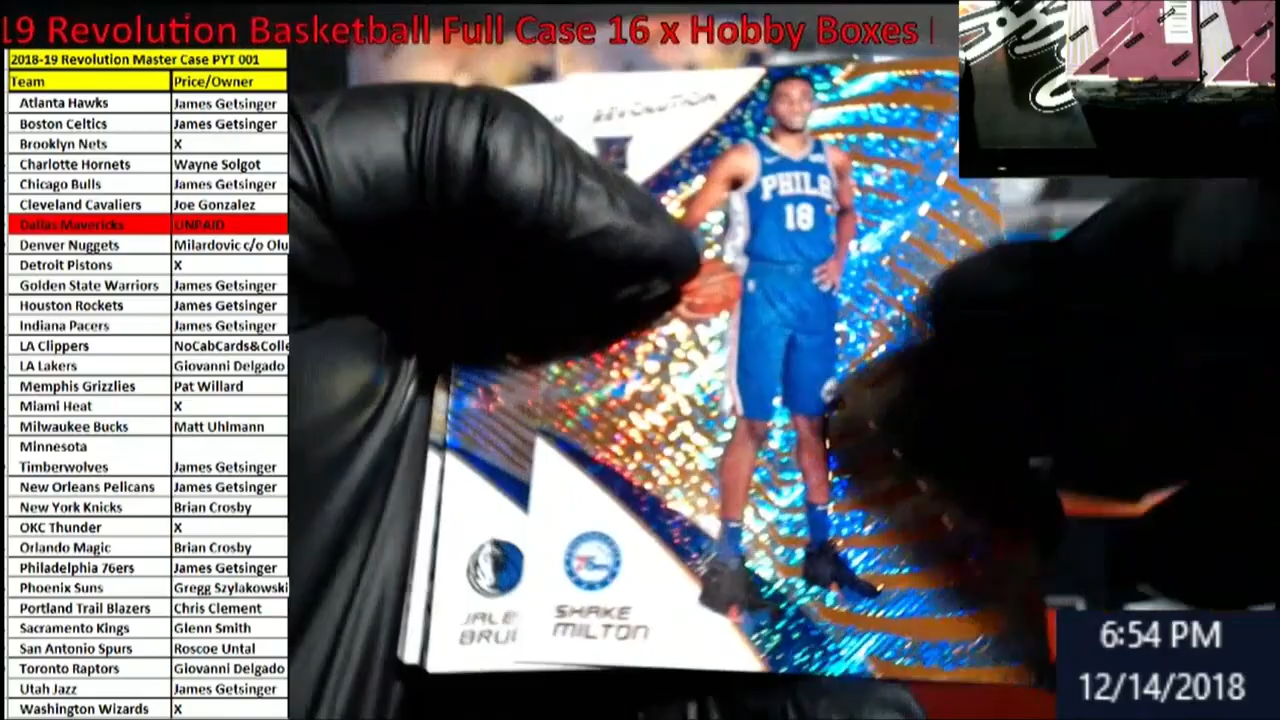 19 Revolution Basketball Full Case 16 x Hobby Boxes
2018-19 Revolution Master Case PYT 001
Team Price/Owner
Atlanta Hawks James Getsinger
Boston Celtics James Getsinger
Brooklyn Nets X
Charlotte Hornets Wayne Solgot
Chicago Bulls James Getsinger
Cleveland Cavaliers Joe Gonzalez
Dallas Mavericks UNPAID
Denver Nuggets Milardovic c/o Olu
Detroit Pistons X
Golden State Warriors James Getsinger
Houston Rockets James Getsinger
Indiana Pacers James Getsinger
LA Clippers NoCabCards&Colle
LA Lakers Giovanni Delgado
Memphis Grizzlies Pat Willard
Miami Heat X
Milwaukee Bucks Matt Uhlmann
Minnesota
Timberwolves James Getsinger
New Orleans Pelicans James Getsinger
New York Knicks Brian Crosby
OKC Thunder X
Orlando Magic Brian Crosby
Philadelphia 76ers James Getsinger
Phoenix Suns Gregg Szylakowski
Portland Trail Blazers Chris Clement
Sacramento Kings Glenn Smith
San Antonio Spurs Roscoe Untal
Toronto Raptors Giovanni Delgado
Utah Jazz James Getsinger
Washington Wizards X
REVOLUTION
PHILA
18
JALE
BRU
SHAKE
MILTON
6:54 PM
12/14/2018